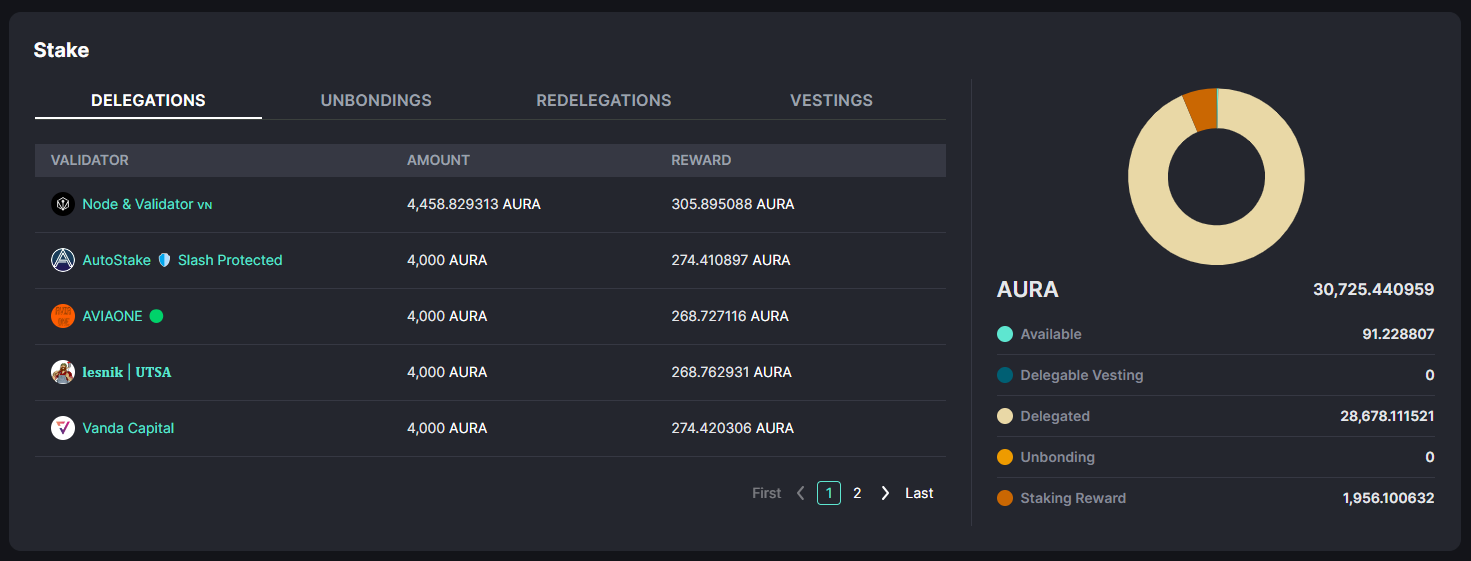 Stake
DELEGATIONS UNBONDINGS REDELEGATIONS VESTINGS
VALIDATOR AMOUNT REWARD
Node & Validator VN 4,458.829313 AURA 305.895088 AURA
AutoStake 🛡️ Slash Protected 4,000 AURA 274.410897 AURA
AVIAONE 🟢 4,000 AURA 268.727116 AURA
lesnik | UTSA 4,000 AURA 268.762931 AURA
Vanda Capital 4,000 AURA 274.420306 AURA
First < 1 2 > Last
AURA 30,725.440959
Available 91.228807
Delegable Vesting 0
Delegated 28,678.111521
Unbonding 0
Staking Reward 1,956.100632